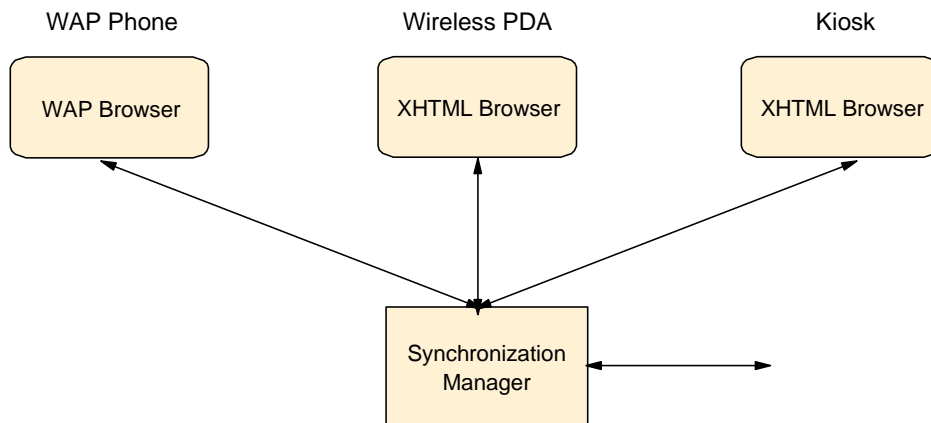 WAP Phone
Wireless PDA
Kiosk
WAP Browser
XHTML Browser
XHTML Browser
Synchronization
Manager